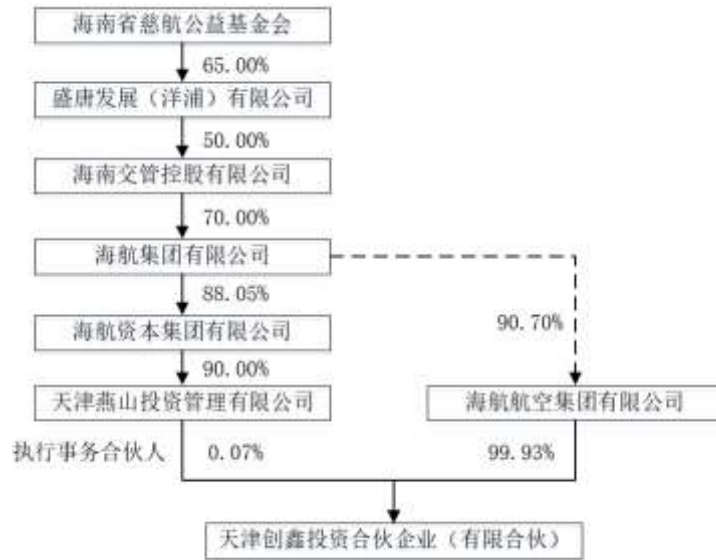 海南省慈航公益基金会
65.00%
盛唐发展（洋浦）有限公司
50.00%
海南交管控股有限公司
70.00%
海航集团有限公司
88.05%
海航资本集团有限公司
90.70%
90.00%
天津燕山投资管理有限公司
海航航空集团有限公司
执行事务合伙人
0.07%
99.93%
天津创鑫投资合伙企业（有限合伙）